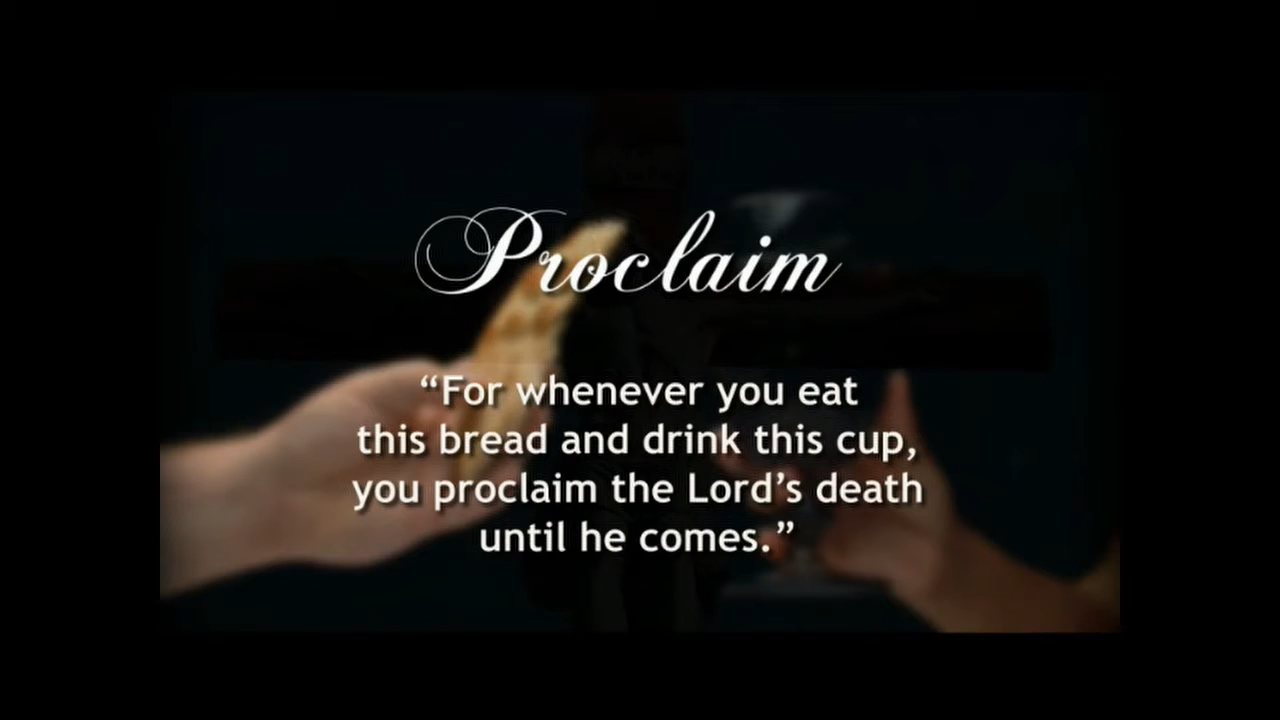 Proclaim
“For whenever you eat
this bread and drink this cup,
you proclaim the Lord’s death
until he comes.”